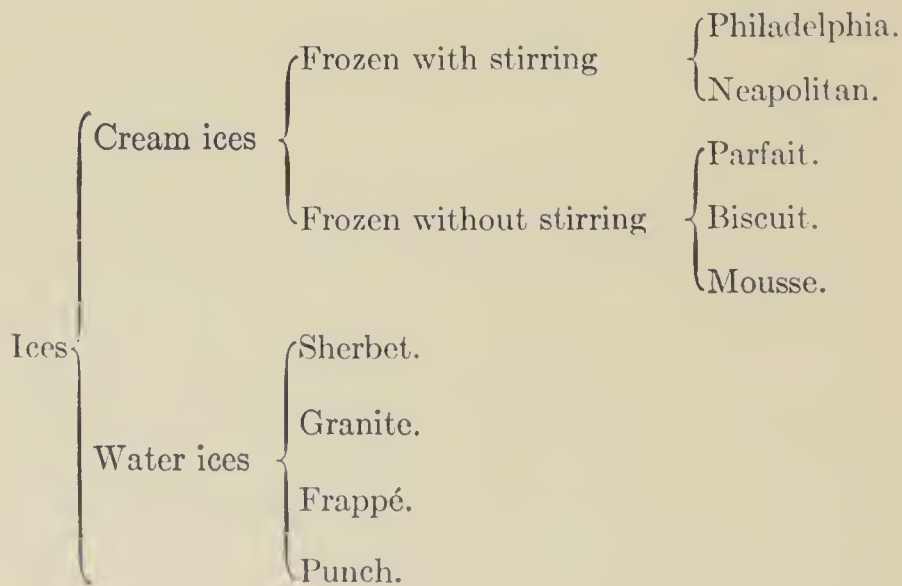 Philadelphia.
Frozen with stirring
Neapolitan.
Cream ices
Parfait.
Frozen without stirring
Biscuit.
Mousse.
Ices
Sherbet.
Granite.
Water ices
Frappé.
Punch.